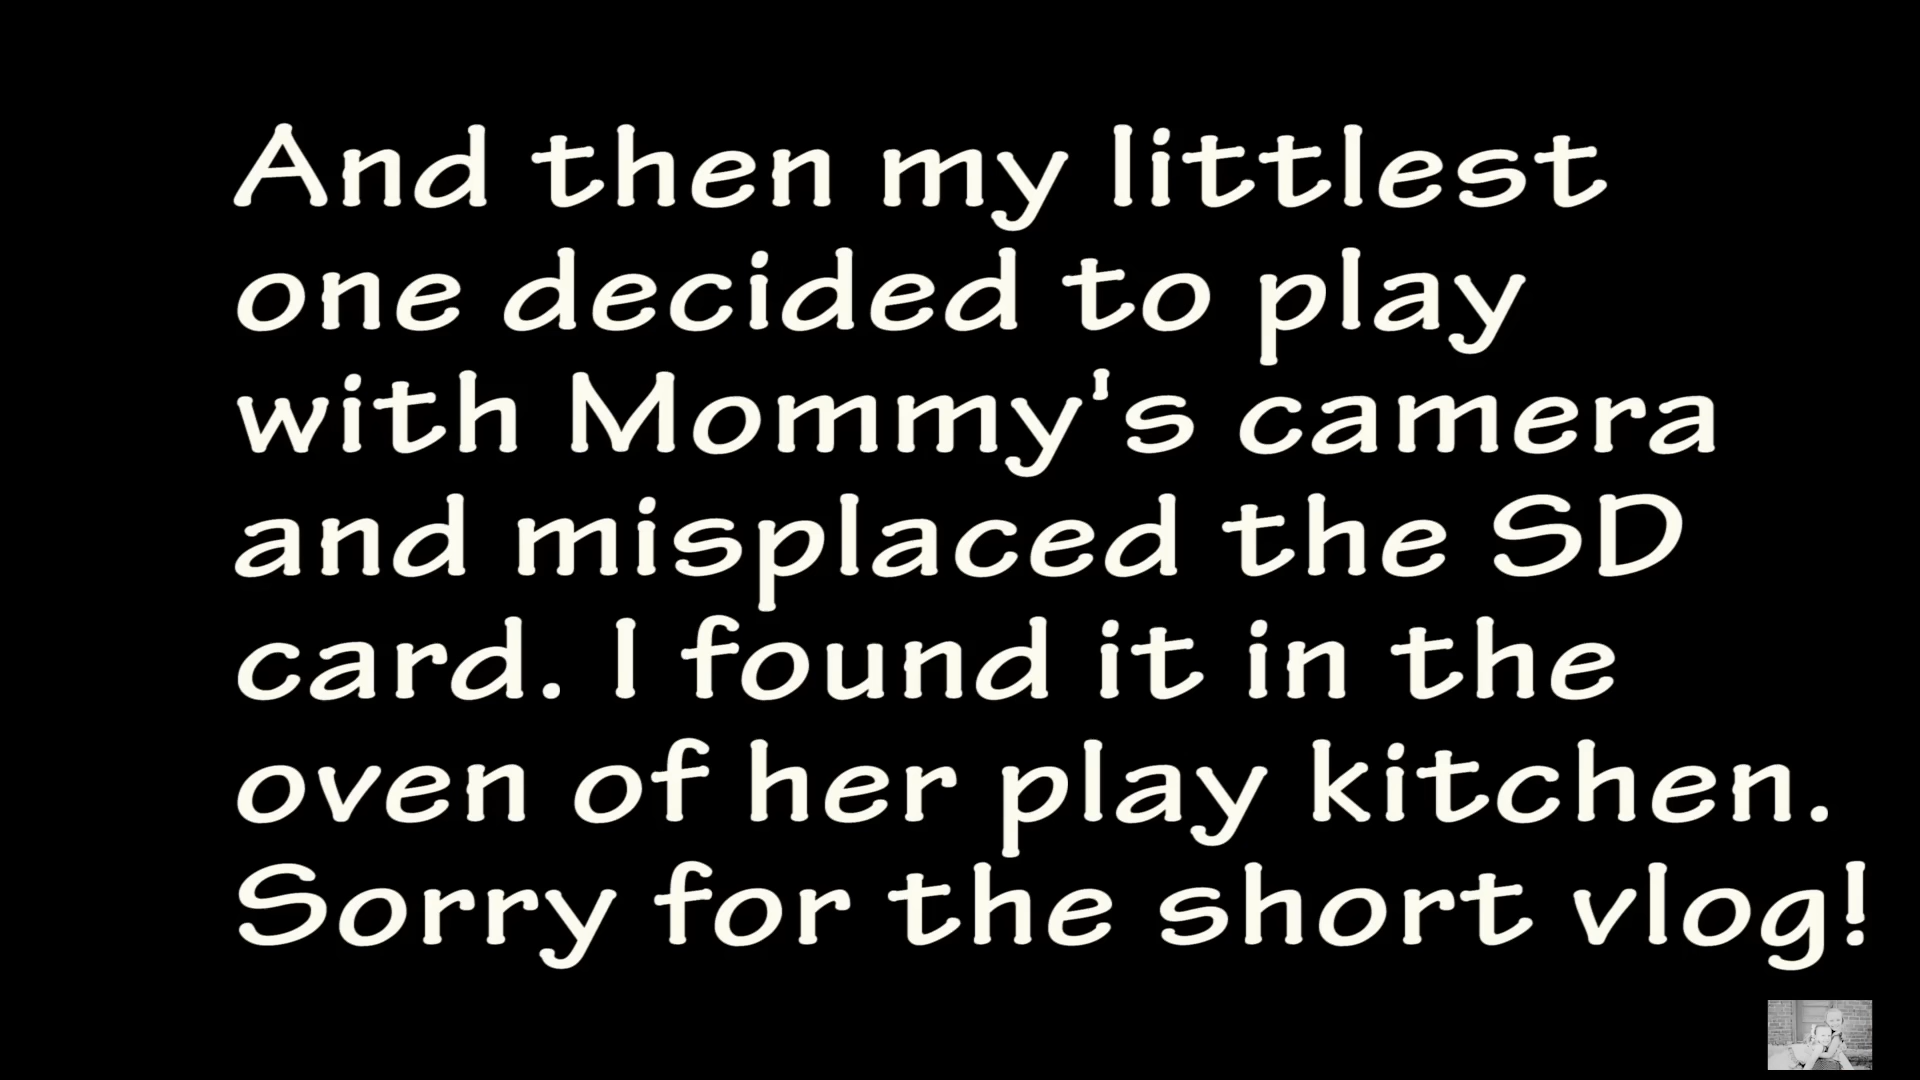 And then my littlest
one decided to play
with Mommy's camera
and misplaced the SD
card. I found it in the
oven of her play kitchen.
Sorry for the short vlog!